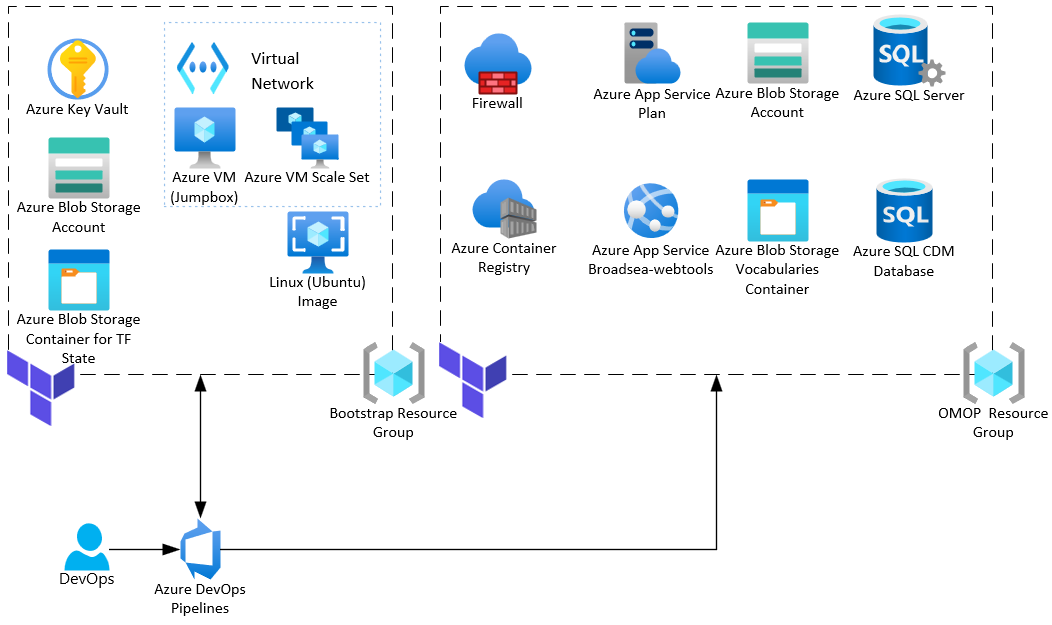 Azure Key Vault
Virtual
Network
Azure VM
(Jumpbox)
Azure VM Scale Set
Azure Blob Storage
Account
Linux (Ubuntu)
Image
Azure Blob Storage
Container for TF
State
Bootstrap Resource
Group
Firewall
Azure App Service
Plan
Azure Blob Storage
Account
SQL
Azure SQL Server
Azure Container
Registry
Azure App Service
Broadsea-webtools
Azure Blob Storage
Vocabularies
Container
SQL
Azure SQL CDM
Database
OMOP Resource
Group
DevOps
Azure DevOps
Pipelines